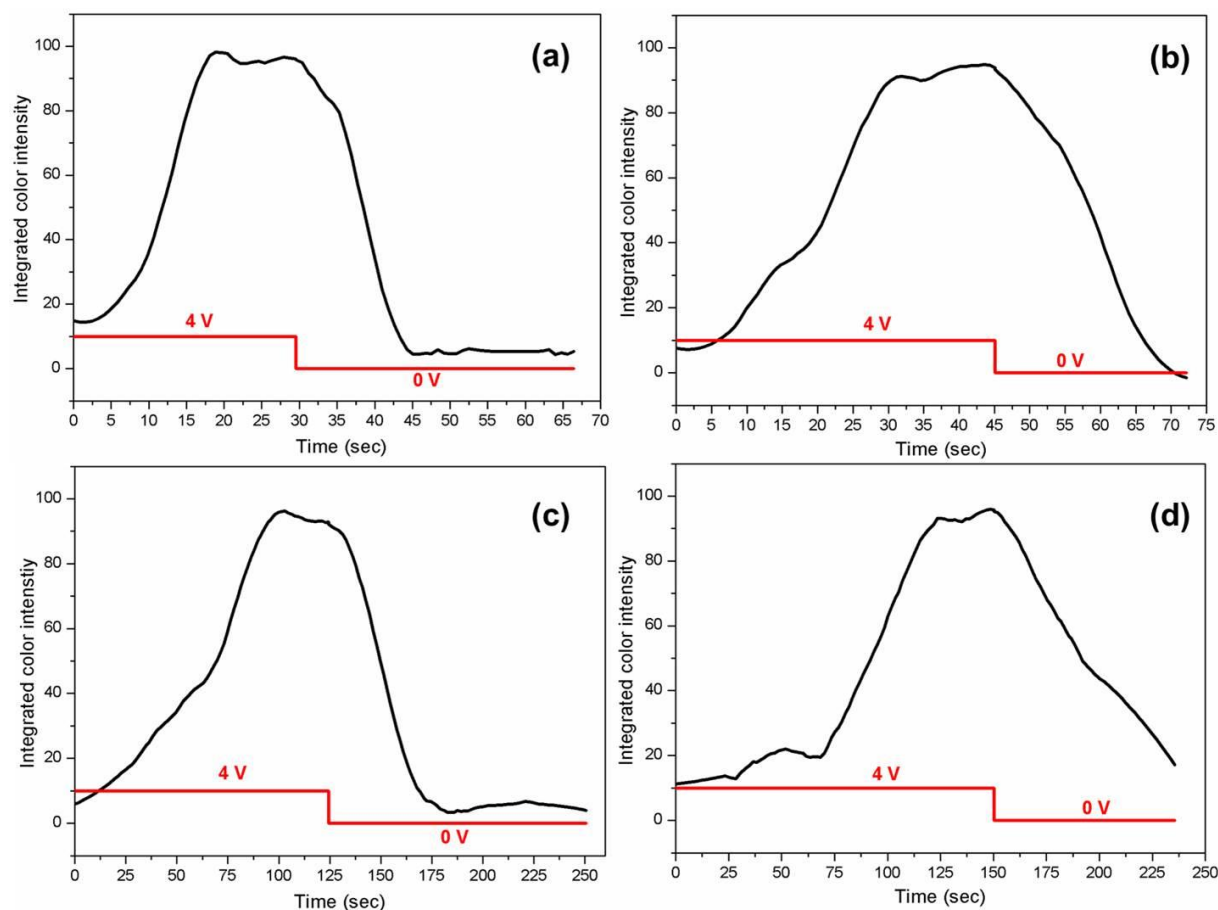 (a)
Integrated color intensity
100
80
60
40
20
0
4 V
0 V
0 5 10 15 20 25 30 35 40 45 50 55 60 65 70
Time (sec)
(b)
Integrated color intensity
100
80
60
40
20
0
4 V
0 V
0 5 10 15 20 25 30 35 40 45 50 55 60 65 70 75
Time (sec)
(c)
Integrated color intenstiy
100
80
60
40
20
0
4 V
0 V
0 25 50 75 100 125 150 175 200 225 250
Time (sec)
(d)
Integrated color intensity
100
80
60
40
20
0
4 V
0 V
0 25 50 75 100 125 150 175 200 225 250
Time (sec)